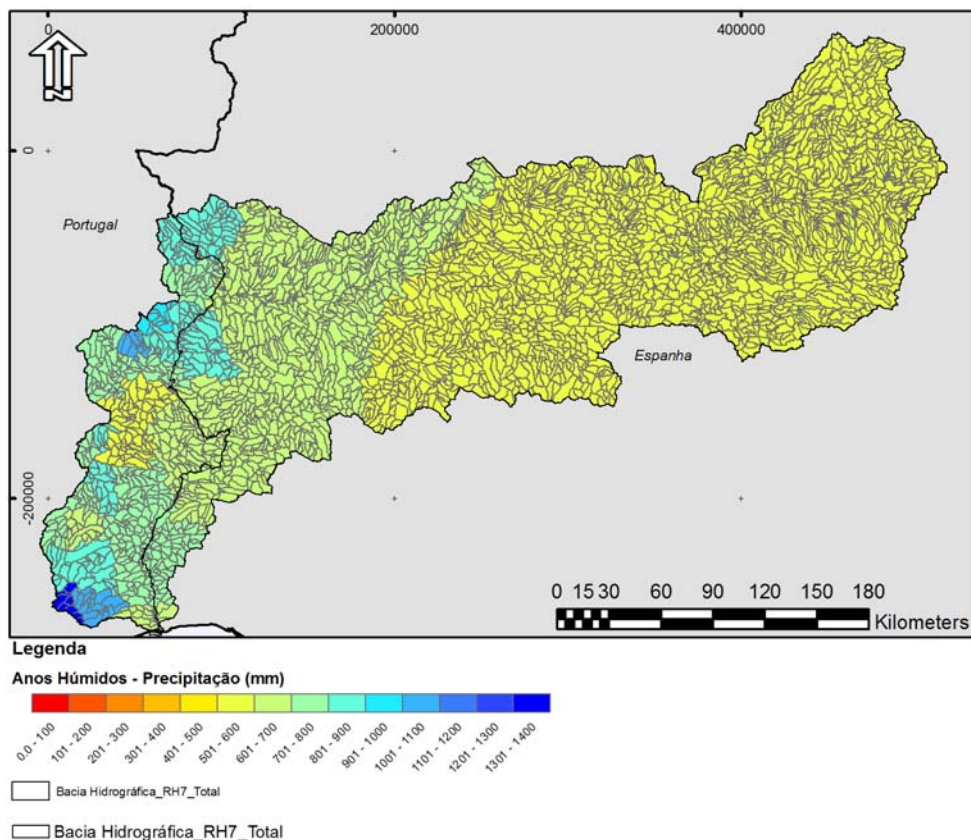 0 200000 400000
N
0
Portugal
Espanha
-200000
0 15 30 60 90 120 150 180
Kilometers
Legenda
Anos Húmidos - Precipitação (mm)
0.0 - 100 101 - 200 201 - 300 301 - 400 401 - 500 501 - 600 601 - 700 701 - 800 801 - 900 901 - 1000 1001 - 1100 1101 - 1200 1201 - 1300 1301 - 1400
Bacia Hidrográfica_RH7_Total
Bacia Hidrográfica_RH7_Total